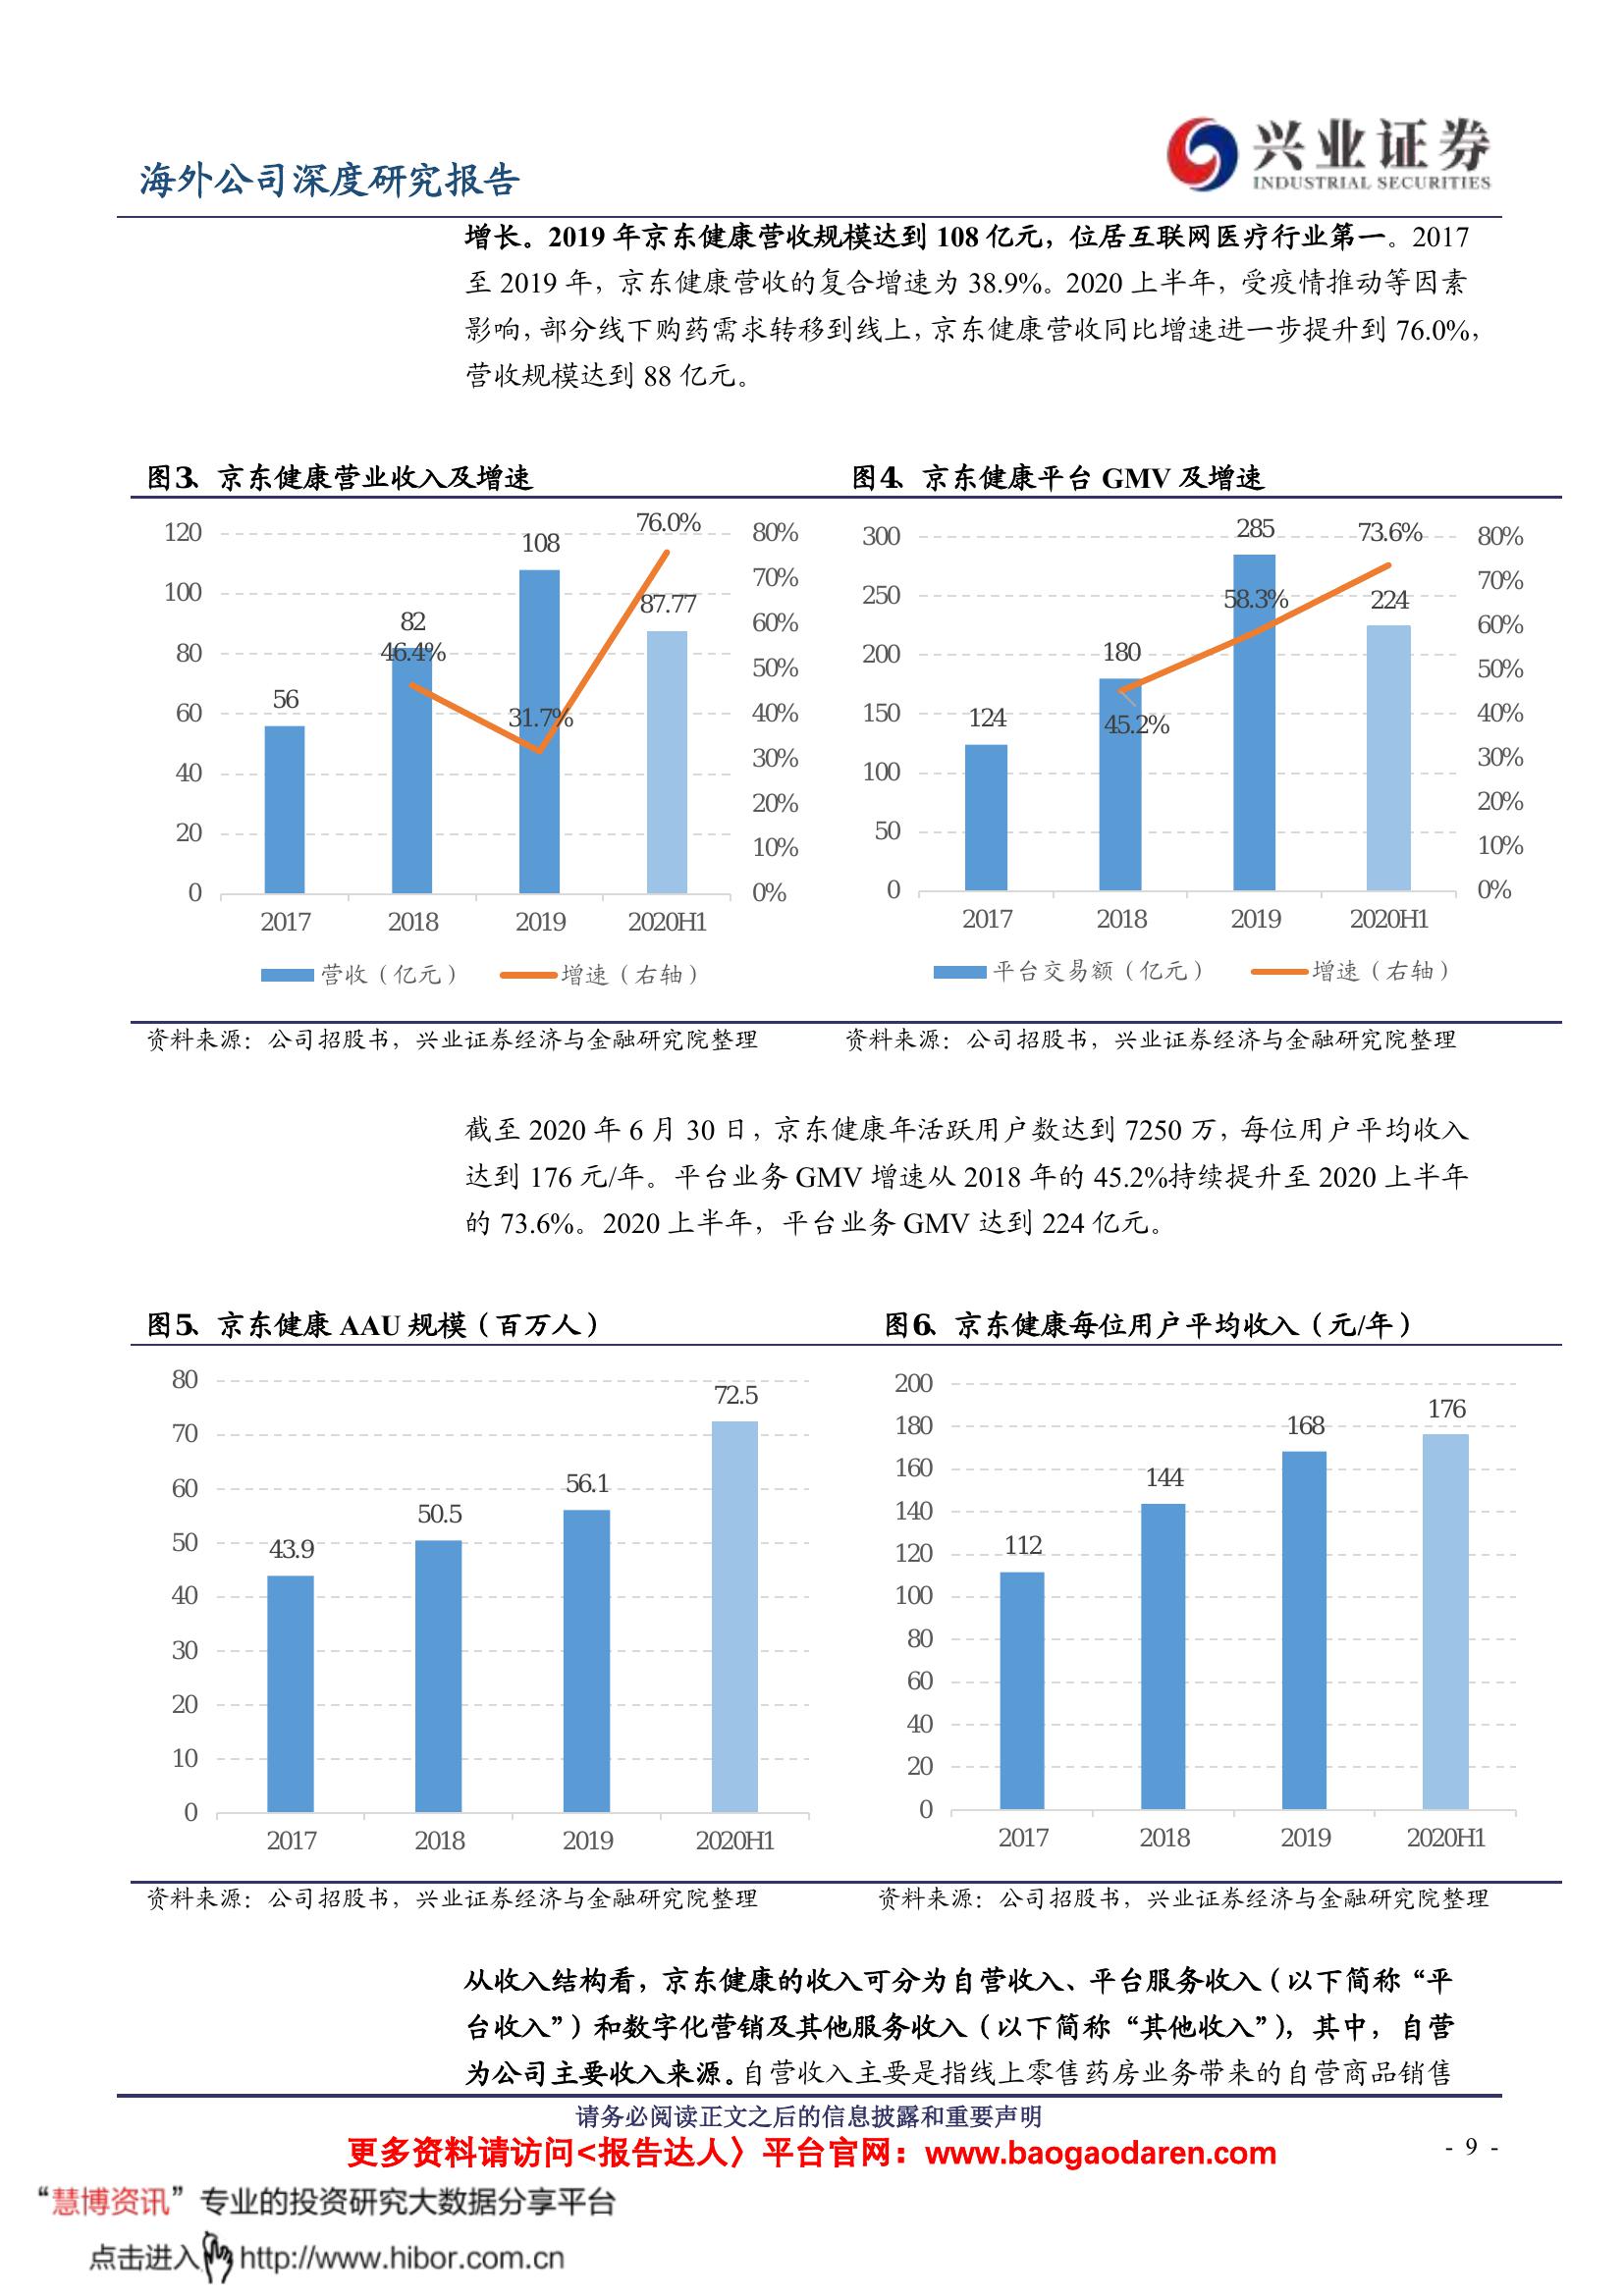 海外公司深度研究报告
兴业证券
INDUSTRIAL SECURITIES
增长。2019 年京东健康营收规模达到 108 亿元，位居互联网医疗行业第一。2017
至 2019 年，京东健康营收的复合增速为 38.9%。2020 上半年，受疫情推动等因素
影响，部分线下购药需求转移到线上，京东健康营收同比增速进一步提升到 76.0%，
营收规模达到 88 亿元。
图3、京东健康营业收入及增速
120
100
80
60
40
20
0
56
82
108
87.77
46.4%
31.7%
76.0%
80%
70%
60%
50%
40%
30%
20%
10%
0%
2017 2018 2019 2020H1
营收（亿元） 增速（右轴）
资料来源：公司招股书，兴业证券经济与金融研究院整理
图4、京东健康平台 GMV 及增速
300
250
200
150
100
50
0
124
180
285
224
45.2%
58.3%
73.6%
80%
70%
60%
50%
40%
30%
20%
10%
0%
2017 2018 2019 2020H1
平台交易额（亿元） 增速（右轴）
资料来源：公司招股书，兴业证券经济与金融研究院整理
截至 2020 年 6 月 30 日，京东健康年活跃用户数达到 7250 万，每位用户平均收入
达到 176 元/年。平台业务 GMV 增速从 2018 年的 45.2%持续提升至 2020 上半年
的 73.6%。2020 上半年，平台业务 GMV 达到 224 亿元。
图5、京东健康 AAU 规模（百万人）
80
70
60
50
40
30
20
10
0
43.9
50.5
56.1
72.5
2017 2018 2019 2020H1
资料来源：公司招股书，兴业证券经济与金融研究院整理
图6、京东健康每位用户平均收入（元/年）
200
180
160
140
120
100
80
60
40
20
0
112
144
168
176
2017 2018 2019 2020H1
资料来源：公司招股书，兴业证券经济与金融研究院整理
从收入结构看，京东健康的收入可分为自营收入、平台服务收入（以下简称“平
台收入”）和数字化营销及其他服务收入（以下简称“其他收入”），其中，自营
为公司主要收入来源。自营收入主要是指线上零售药房业务带来的自营商品销售
请务必阅读正文之后的信息披露和重要声明
更多资料请访问<报告达人〉平台官网：www.baogaodaren.com
- 9 -
“慧博资讯”专业的投资研究大数据分享平台
点击进入 http://www.hibor.com.cn